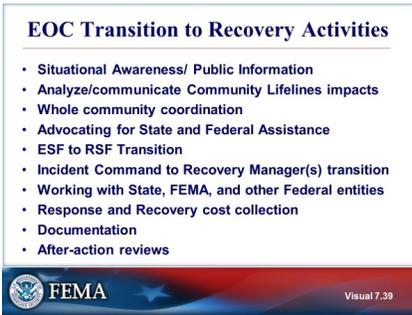 EOC Transition to Recovery Activities
• Situational Awareness/ Public Information
• Analyze/communicate Community Lifelines impacts
• Whole community coordination
• Advocating for State and Federal Assistance
• ESF to RSF Transition
• Incident Command to Recovery Manager(s) transition
• Working with State, FEMA, and other Federal entities
• Response and Recovery cost collection
• Documentation
• After-action reviews
FEMA
Visual 7.39